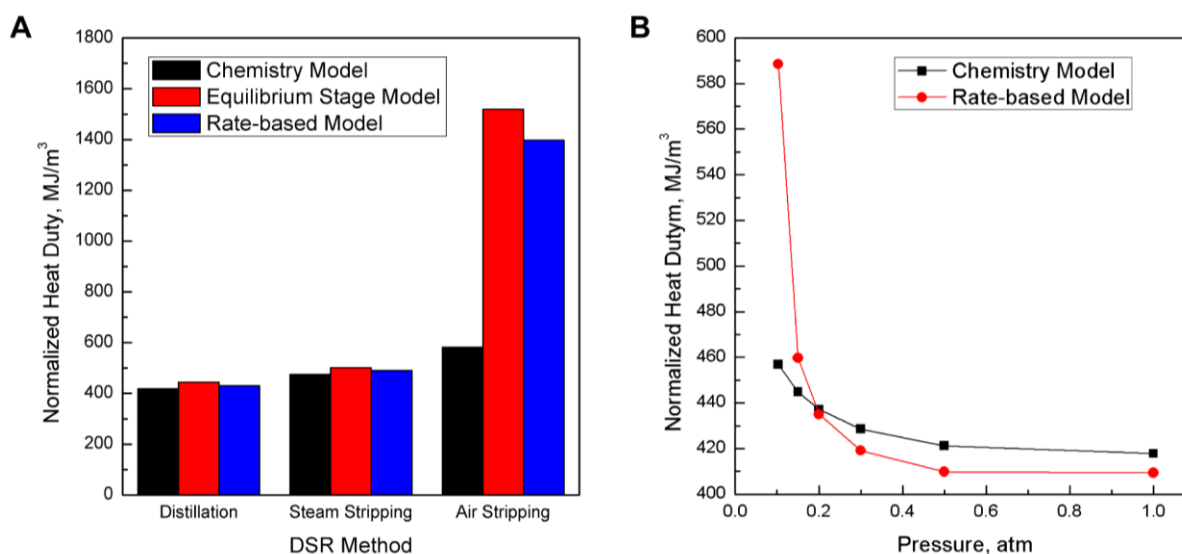 A
Normalized Heat Duty, MJ/m³
1800
1600
1400
1200
1000
800
600
400
200
0
Chemistry Model
Equilibrium Stage Model
Rate-based Model
Distillation
Steam Stripping
Air Stripping
DSR Method
B
Normalized Heat Dutym, MJ/m³
600
580
560
540
520
500
480
460
440
420
400
Chemistry Model
Rate-based Model
0.0
0.2
0.4
0.6
0.8
1.0
Pressure, atm